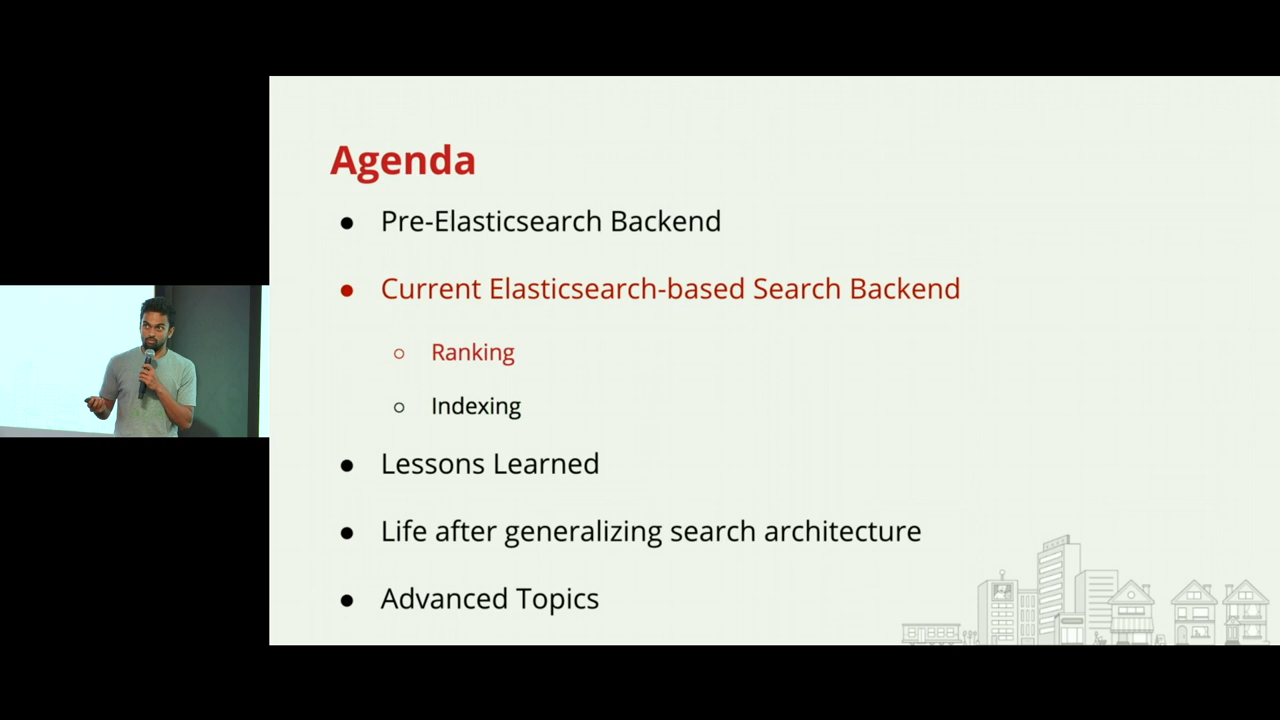 Agenda
● Pre-Elasticsearch Backend
● Current Elasticsearch-based Search Backend
○ Ranking
○ Indexing
● Lessons Learned
● Life after generalizing search architecture
● Advanced Topics